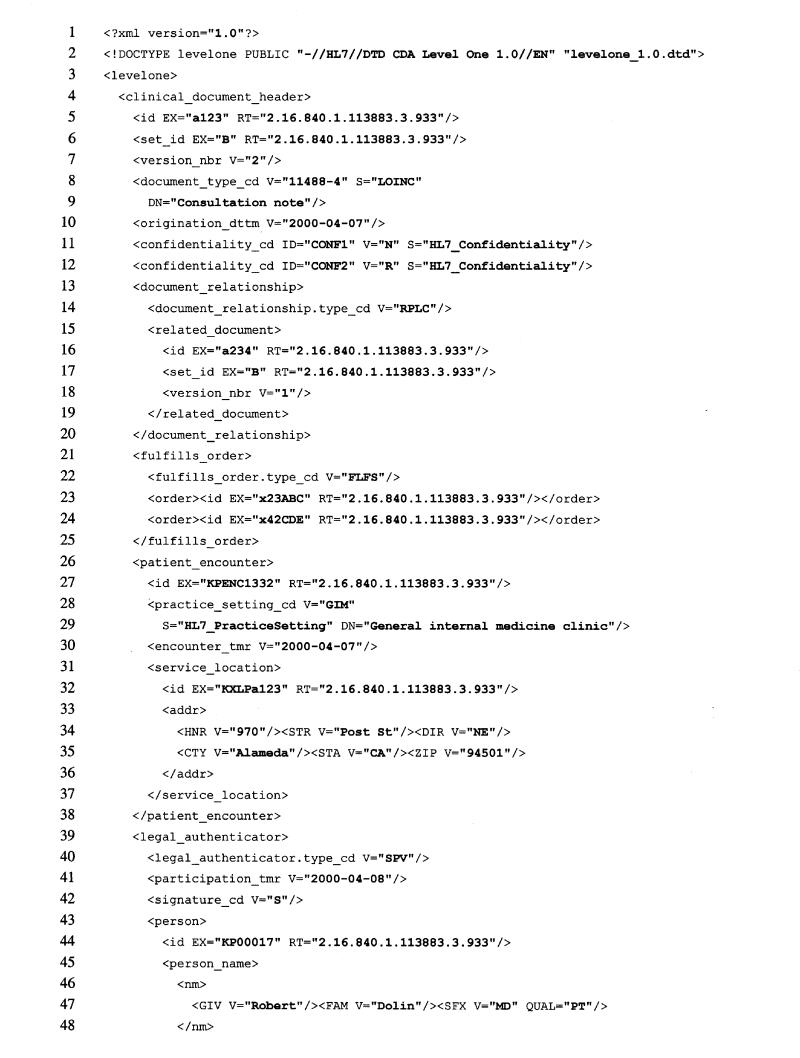 1 <?xml version="1.0"?>
2 <!DOCTYPE levelone PUBLIC "-//HL7//DTD CDA Level One 1.0//EN" "levelone_1.0.dtd">
3 <levelone>
4 <clinical_document_header>
5 <id EX="a123" RT="2.16.840.1.113883.3.933"/>
6 <set_id EX="B" RT="2.16.840.1.113883.3.933"/>
7 <version_nbr V="2"/>
8 <document_type_cd V="11488-4" S="LOINC"
9 DN="Consultation note"/>
10 <origination_dttm V="2000-04-07"/>
11 <confidentiality_cd ID="CONF1" V="N" S="HL7_Confidentiality"/>
12 <confidentiality_cd ID="CONF2" V="R" S="HL7_Confidentiality"/>
13 <document_relationship>
14 <document_relationship.type_cd V="RPLC"/>
15 <related_document>
16 <id EX="a234" RT="2.16.840.1.113883.3.933"/>
17 <set_id EX="B" RT="2.16.840.1.113883.3.933"/>
18 <version_nbr V="1"/>
19 </related_document>
20 </document_relationship>
21 <fulfills_order>
22 <fulfills_order.type_cd V="FLFS"/>
23 <order><id EX="x23ABC" RT="2.16.840.1.113883.3.933"/></order>
24 <order><id EX="x42CDE" RT="2.16.840.1.113883.3.933"/></order>
25 </fulfills_order>
26 <patient_encounter>
27 <id EX="KPENC1332" RT="2.16.840.1.113883.3.933"/>
28 <practice_setting_cd V="GIM"
29 S="HL7_PracticeSetting" DN="General internal medicine clinic"/>
30 <encounter_tmr V="2000-04-07"/>
31 <service_location>
32 <id EX="KXLPa123" RT="2.16.840.1.113883.3.933"/>
33 <addr>
34 <HNR V="970"/><STR V="Post St"/><DIR V="NE"/>
35 <CTY V="Alameda"/><STA V="CA"/><ZIP V="94501"/>
36 </addr>
37 </service_location>
38 </patient_encounter>
39 <legal_authenticator>
40 <legal_authenticator.type_cd V="SPV"/>
41 <participation_tmr V="2000-04-08"/>
42 <signature_cd V="S"/>
43 <person>
44 <id EX="KP00017" RT="2.16.840.1.113883.3.933"/>
45 <person_name>
46 <nm>
47 <GIV V="Robert"/><FAM V="Dolin"/><SFX V="MD" QUAL="PT"/>
48 </nm>